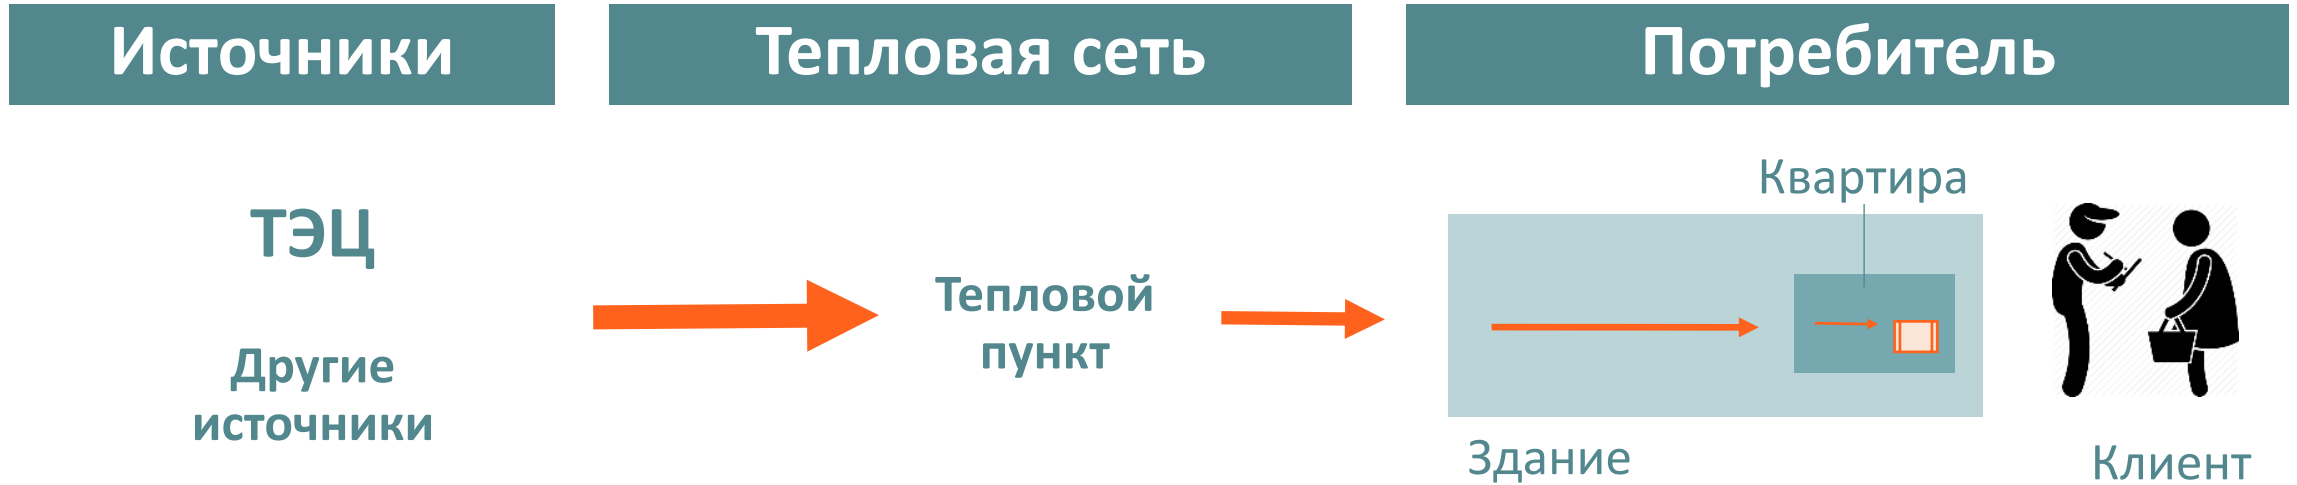 Источники
Тепловая сеть
Потребитель
ТЭЦ
Другие
источники
Тепловой
пункт
Квартира
Здание
Клиент